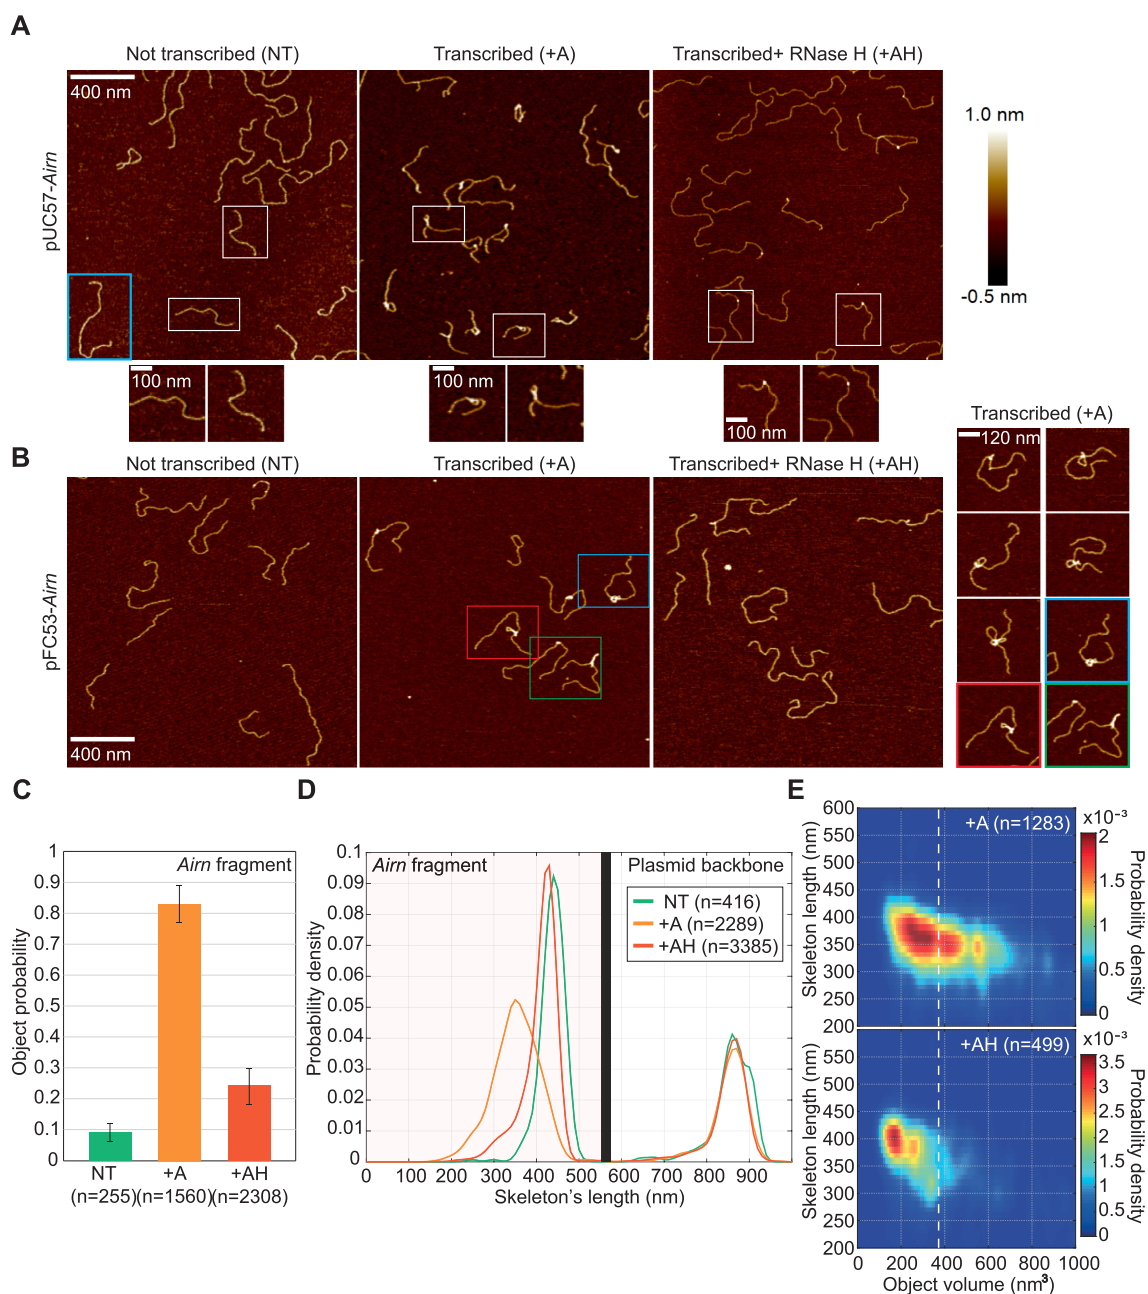 A
Not transcribed (NT)
Transcribed (+A)
Transcribed+ RNase H (+AH)
400 nm
pUC57-Airn
1.0 nm
-0.5 nm
100 nm
100 nm
100 nm
B
Not transcribed (NT)
Transcribed (+A)
Transcribed+ RNase H (+AH)
Transcribed (+A)
120 nm
pFC53-Airn
400 nm
C
Airn fragment
Object probability
1
0.9
0.8
0.7
0.6
0.5
0.4
0.3
0.2
0.1
0
NT
+A
+AH
(n=255)(n=1560)(n=2308)
D
Airn fragment
Plasmid backbone
NT (n=416)
+A (n=2289)
+AH (n=3385)
Probability density
0.1
0.09
0.08
0.07
0.06
0.05
0.04
0.03
0.02
0.01
0
0 100 200 300 400 500 600 700 800 900
Skeleton's length (nm)
E
+A (n=1283)
Skeleton length (nm)
600
550
500
450
400
350
300
250
200
x10⁻³
2
1.5
1
0.5
0
Probability density
+AH (n=499)
Skeleton length (nm)
600
550
500
450
400
350
300
250
200
x10⁻³
3.5
3
2.5
2
1.5
1
0.5
0
Probability density
0 200 400 600 800 1000
Object volume (nm³)